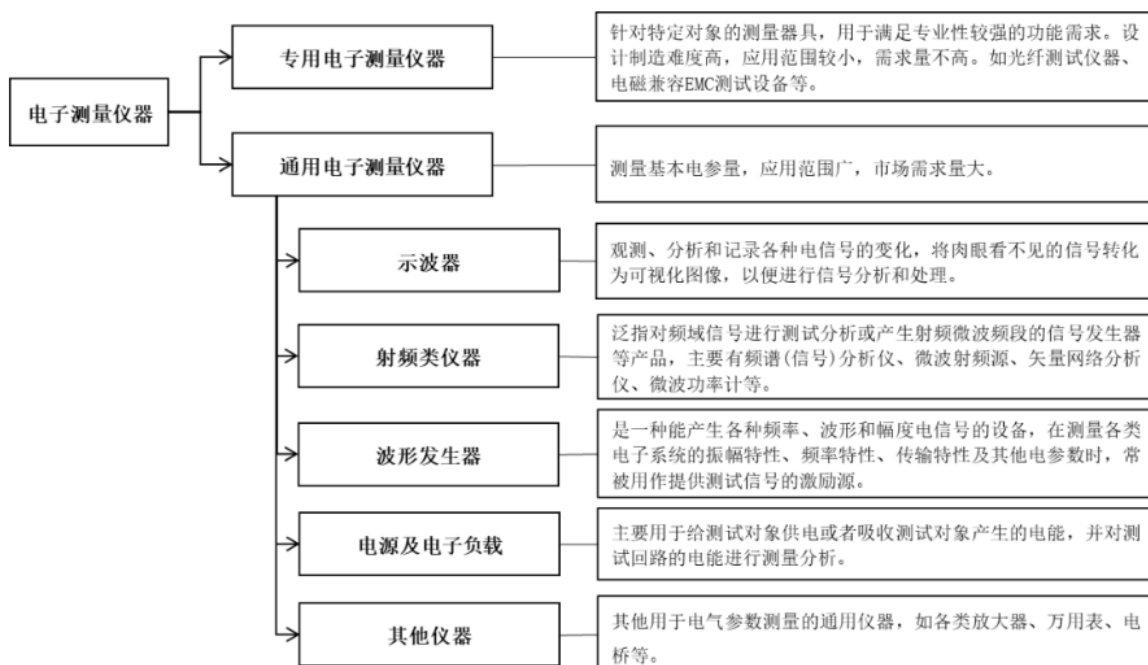 电子测量仪器
专用电子测量仪器
针对特定对象的测量器具，用于满足专业性较强的功能需求。设
计制造难度高，应用范围较小，需求量不高。如光纤测试仪器、
电磁兼容EMC测试设备等。
通用电子测量仪器
测量基本电参量，应用范围广，市场需求量大。
示波器
观测、分析和记录各种电信号的变化，将肉眼看不见的信号转化
为可视化图像，以便进行信号分析和处理。
射频类仪器
泛指对频域信号进行测试分析或产生射频微波频段的信号发生器
等产品，主要有频谱(信号)分析仪、微波射频源、矢量网络分析
仪、微波功率计等。
波形发生器
是一种能产生各种频率、波形和幅度电信号的设备，在测量各类
电子系统的振幅特性、频率特性、传输特性及其他电参数时，常
被用作提供测试信号的激励源。
电源及电子负载
主要用于给测试对象供电或者吸收测试对象产生的电能，并对测
试回路的电能进行测量分析。
其他仪器
其他用于电气参数测量的通用仪器，如各类放大器、万用表、电
桥等。